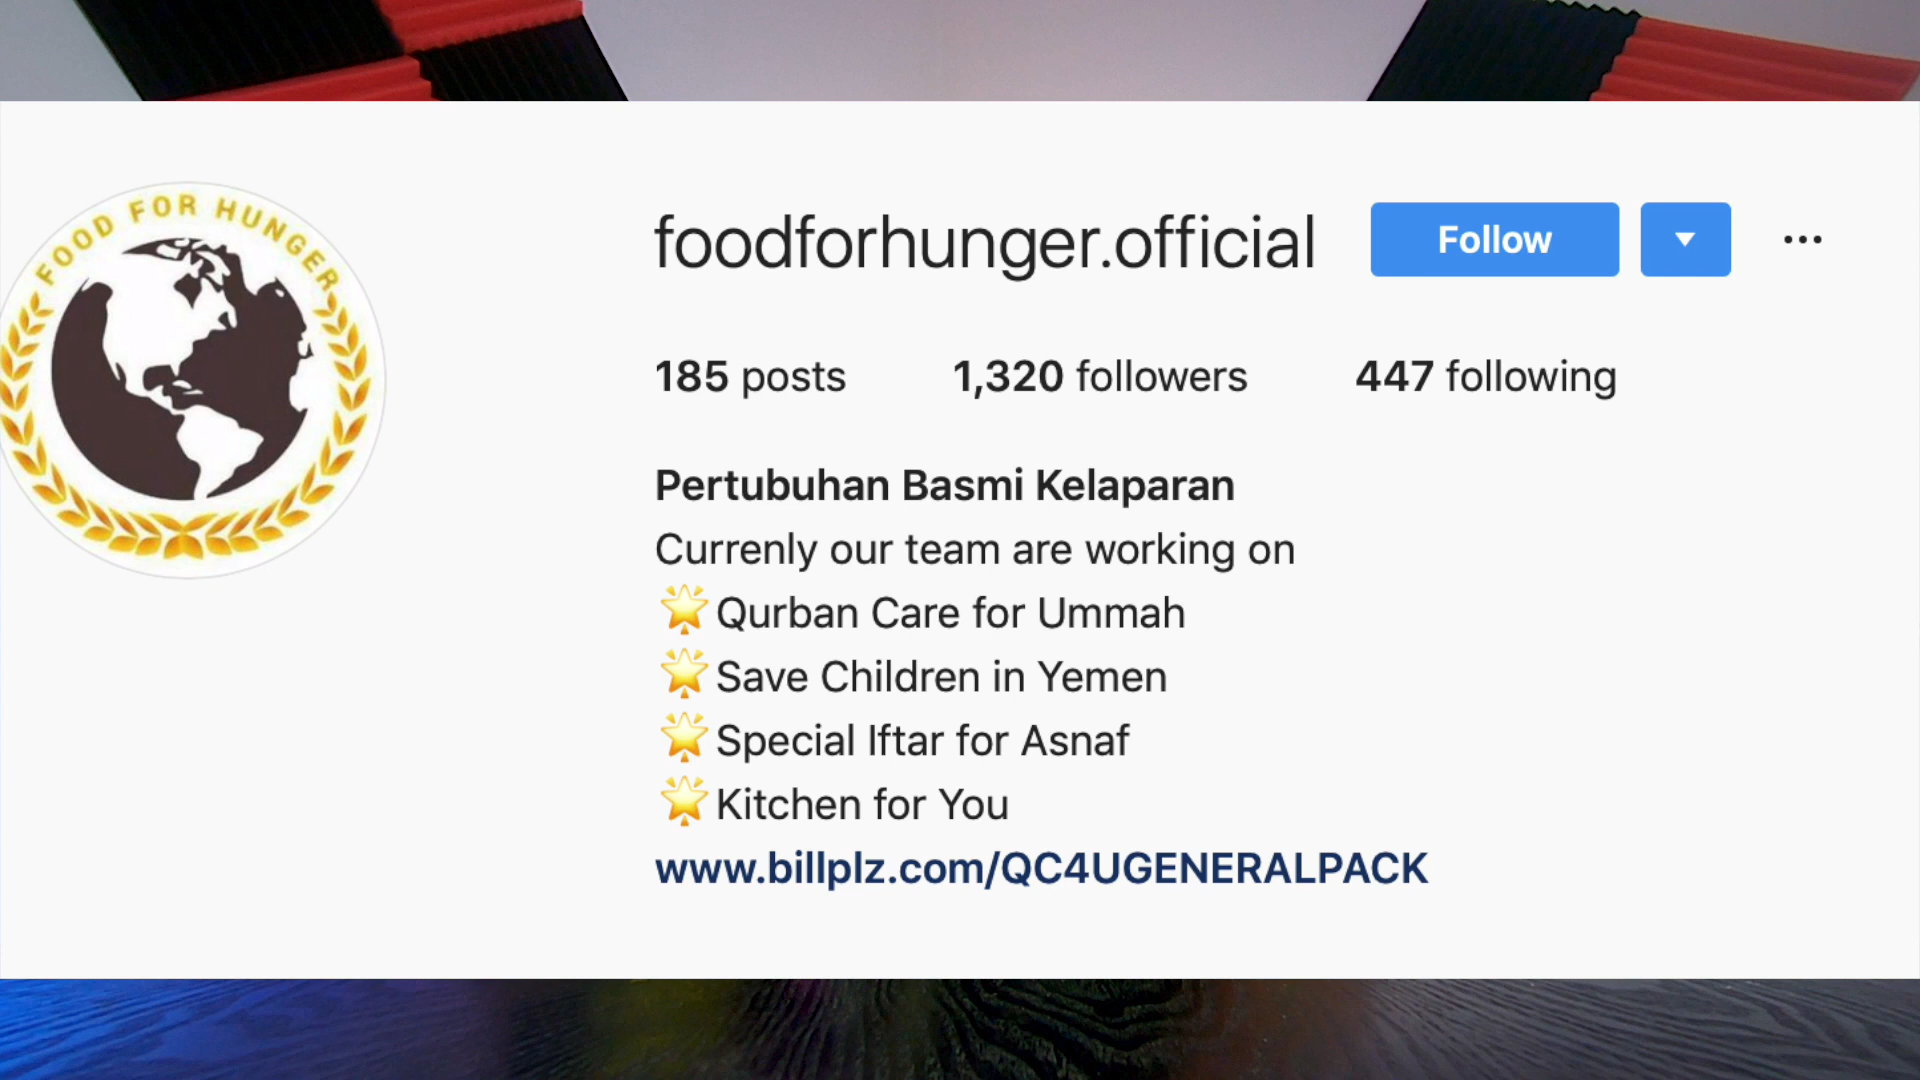 FOOD FOR HUNGER
foodforhunger.official
Follow
185 posts 1,320 followers 447 following
Pertubuhan Basmi Kelaparan
Currenly our team are working on
🌟Qurban Care for Ummah
🌟Save Children in Yemen
🌟Special Iftar for Asnaf
🌟Kitchen for You
www.billplz.com/QC4UGENERALPACK